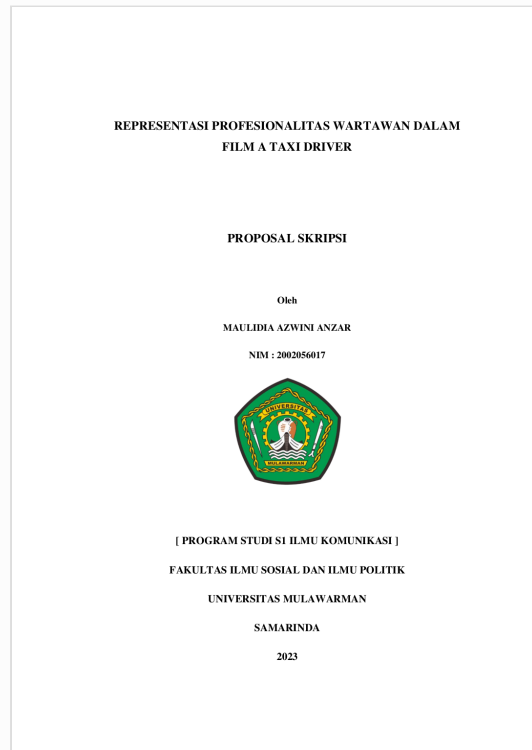 REPRESENTASI PROFESIONALITAS WARTAWAN DALAM
FILM A TAXI DRIVER
PROPOSAL SKRIPSI
Oleh
MAULIDIA AZWINI ANZAR
NIM : 2002056017
UNIVERSITAS
MULAWARMAN
[ PROGRAM STUDI S1 ILMU KOMUNIKASI ]
FAKULTAS ILMU SOSIAL DAN ILMU POLITIK
UNIVERSITAS MULAWARMAN
SAMARINDA
2023